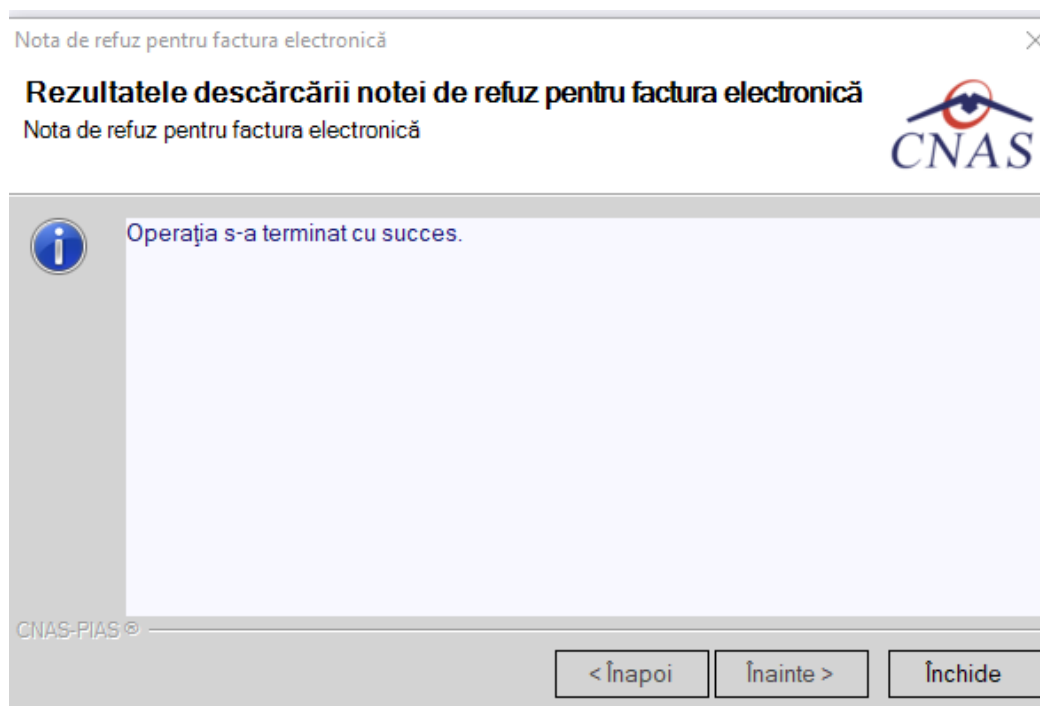 Nota de refuz pentru factura electronică
Rezultatele descărcării notei de refuz pentru factura electronică
Nota de refuz pentru factura electronică
CNAS
Operaţia s-a terminat cu succes.
CNAS-PIAS ®
< Înapoi
Înainte >
Închide